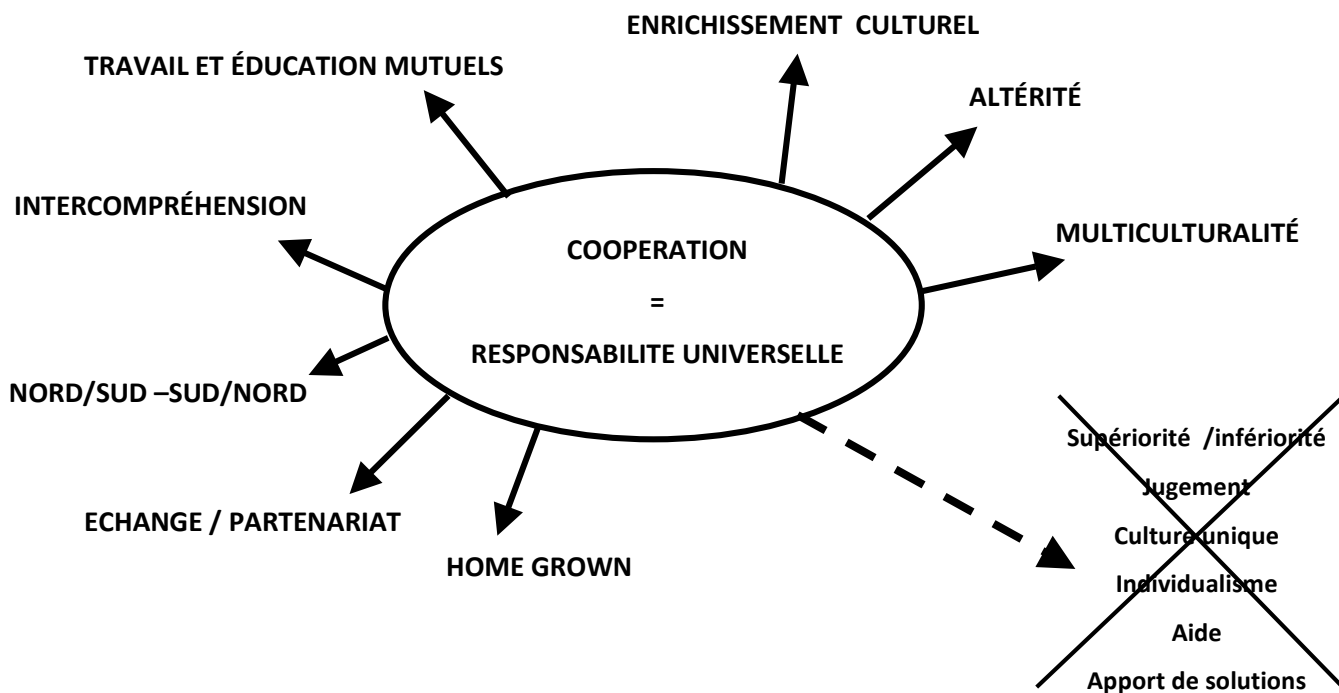 ENRICHISSEMENT CULTUREL
TRAVAIL ET ÉDUCATION MUTUELS
ALTÉRITÉ
INTERCOMPRÉHENSION
MULTICULTURALITÉ
COOPERATION
=
RESPONSABILITE UNIVERSELLE
NORD/SUD –SUD/NORD
ECHANGE / PARTENARIAT
HOME GROWN
Supériorité /infériorité
Jugement
Culture unique
Individualisme
Aide
Apport de solutions